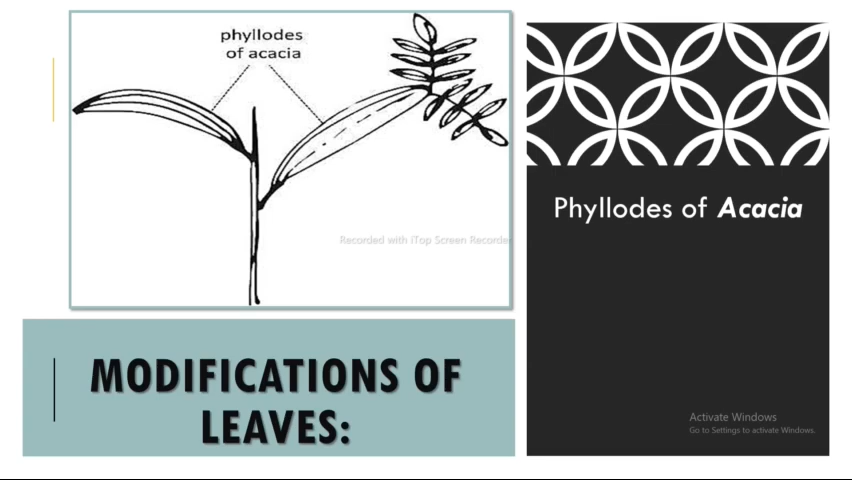 phyllodes
of acacia
Recorded with iTop Screen Recorder
MODIFICATIONS OF
LEAVES:
Phyllodes of Acacia
Activate Windows
Go to Settings to activate Windows.